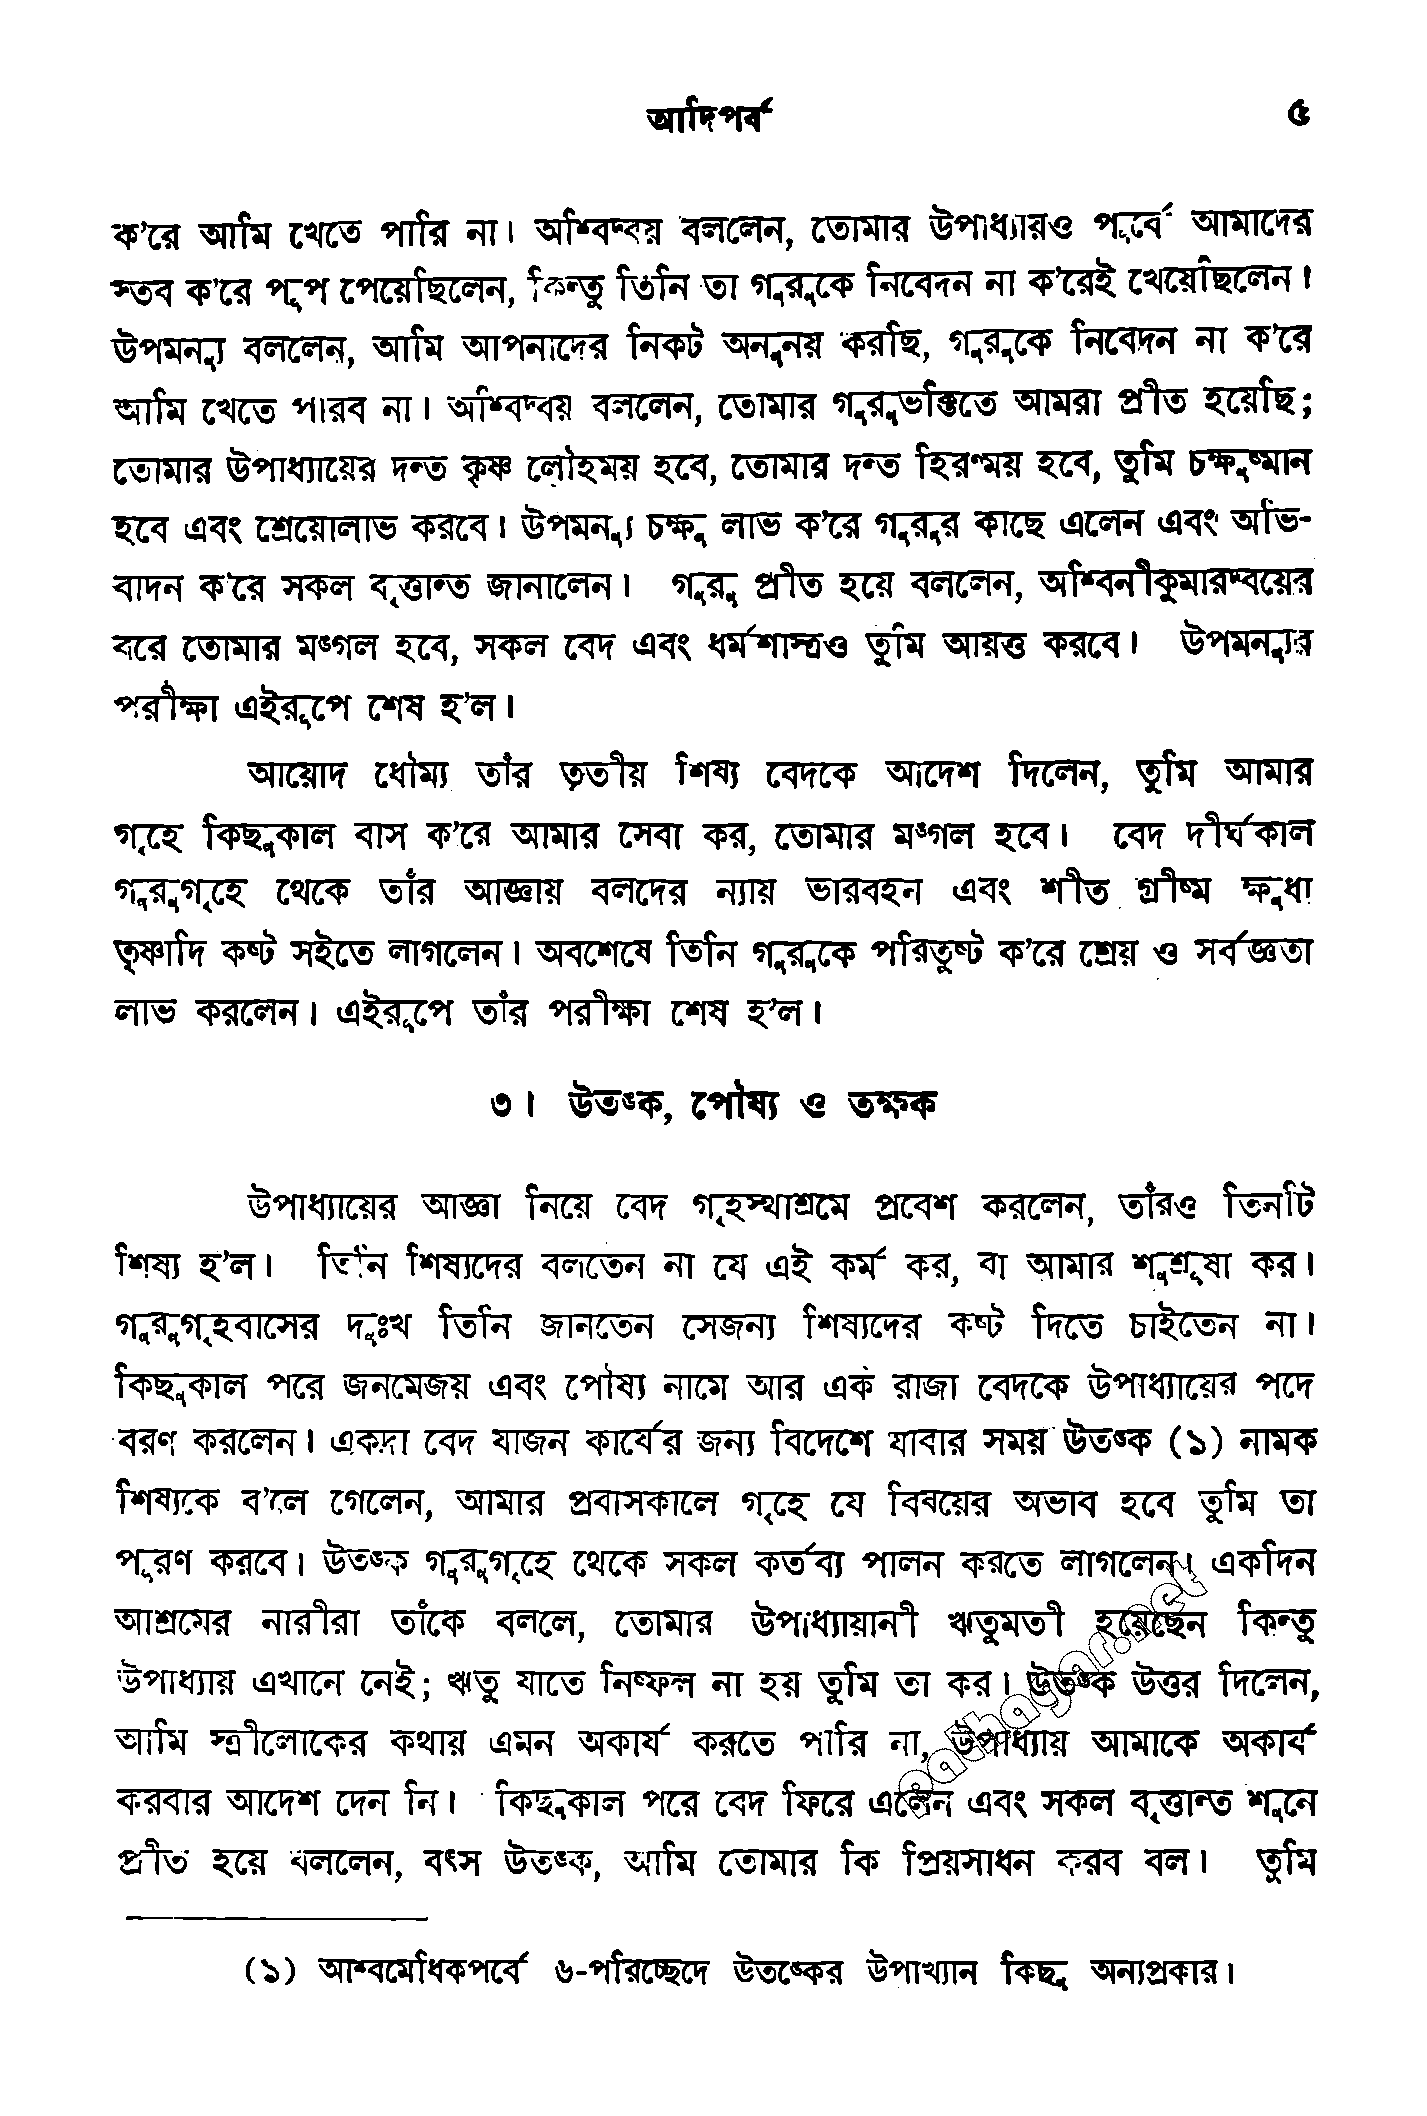 আদিপর্ব ৫
ক'রে আমি খেতে পারি না। অশ্বিদ্বয় বললেন, তোমার উপাধ্যায়ও পূর্বে আমাদের
স্তব ক'রে পূপ পেয়েছিলেন, কিন্তু তিনি তা গুরুকে নিবেদন না ক'রেই খেয়েছিলেন।
উপমন্যু বললেন, আমি আপনাদের নিকট অনুনয় করছি, গুরুকে নিবেদন না ক'রে
আমি খেতে পারব না। অশ্বিদ্বয় বললেন, তোমার গুরুভক্তিতে আমরা প্রীত হয়েছি;
তোমার উপাধ্যায়ের দন্ত কৃষ্ণ লৌহময় হবে, তোমার দন্ত হিরণ্ময় হবে, তুমি চক্ষুষ্মান
হবে এবং শ্রেয়োলাভ করবে। উপমন্যু চক্ষু লাভ ক'রে গুরুর কাছে এলেন এবং অভি-
বাদন ক'রে সকল বৃত্তান্ত জানালেন। গুরু প্রীত হয়ে বললেন, অশ্বিনীকুমারদ্বয়ের
বরে তোমার মঙ্গল হবে, সকল বেদ এবং ধর্মশাস্ত্রও তুমি আয়ত্ত করবে। উপমন্যুর
পরীক্ষা এইরূপে শেষ হ'ল।
আয়োদ ধৌম্য তাঁর তৃতীয় শিষ্য বেদকে আদেশ দিলেন, তুমি আমার
গৃহে কিছুকাল বাস ক'রে আমার সেবা কর, তোমার মঙ্গল হবে। বেদ দীর্ঘকাল
গুরুগৃহে থেকে তাঁর আজ্ঞায় বলদের ন্যায় ভারবহন এবং শীত গ্রীষ্ম ক্ষুধা
তৃষ্ণাদি কষ্ট সইতে লাগলেন। অবশেষে তিনি গুরুকে পরিতুষ্ট ক'রে শ্রেয় ও সর্বজ্ঞতা
লাভ করলেন। এইরূপে তাঁর পরীক্ষা শেষ হ'ল।
৩। উতঙ্ক, পৌষ্য ও তক্ষক
উপাধ্যায়ের আজ্ঞা নিয়ে বেদ গৃহস্থাশ্রমে প্রবেশ করলেন, তাঁরও তিনটি
শিষ্য হ'ল। তিনি শিষ্যদের বলতেন না যে এই কর্ম কর, বা আমার শুশ্রূষা কর।
গুরুগৃহবাসের দুঃখ তিনি জানতেন সেজন্য শিষ্যদের কষ্ট দিতে চাইতেন না।
কিছুকাল পরে জনমেজয় এবং পৌষ্য নামে আর এক রাজা বেদকে উপাধ্যায়ের পদে
বরণ করলেন। একদা বেদ যাজন কার্যের জন্য বিদেশে যাবার সময় উতঙ্ক (১) নামক
শিষ্যকে ব'লে গেলেন, আমার প্রবাসকালে গৃহে যে বিষয়ের অভাব হবে তুমি তা
পূরণ করবে। উতঙ্ক গুরুগৃহে থেকে সকল কর্তব্য পালন করতে লাগলেন। একদিন
আশ্রমের নারীরা তাঁকে বললে, তোমার উপাধ্যায়ানী ঋতুমতী হয়েছেন কিন্তু
উপাধ্যায় এখানে নেই; ঋতু যাতে নিষ্ফল না হয় তুমি তা কর। উতঙ্ক উত্তর দিলেন,
আমি স্ত্রীলোকের কথায় এমন অকার্য করতে পারি না, উপাধ্যায় আমাকে অকার্য
করবার আদেশ দেন নি। কিছুকাল পরে বেদ ফিরে এলেন এবং সকল বৃত্তান্ত শুনে
প্রীত হয়ে বললেন, বৎস উতঙ্ক, আমি তোমার কি প্রিয়সাধন করব বল। তুমি
(১) আশ্বমেধিকপর্বে ৬-পরিচ্ছেদে উতঙ্কের উপাখ্যান কিছু অন্যপ্রকার।
pathagar.net